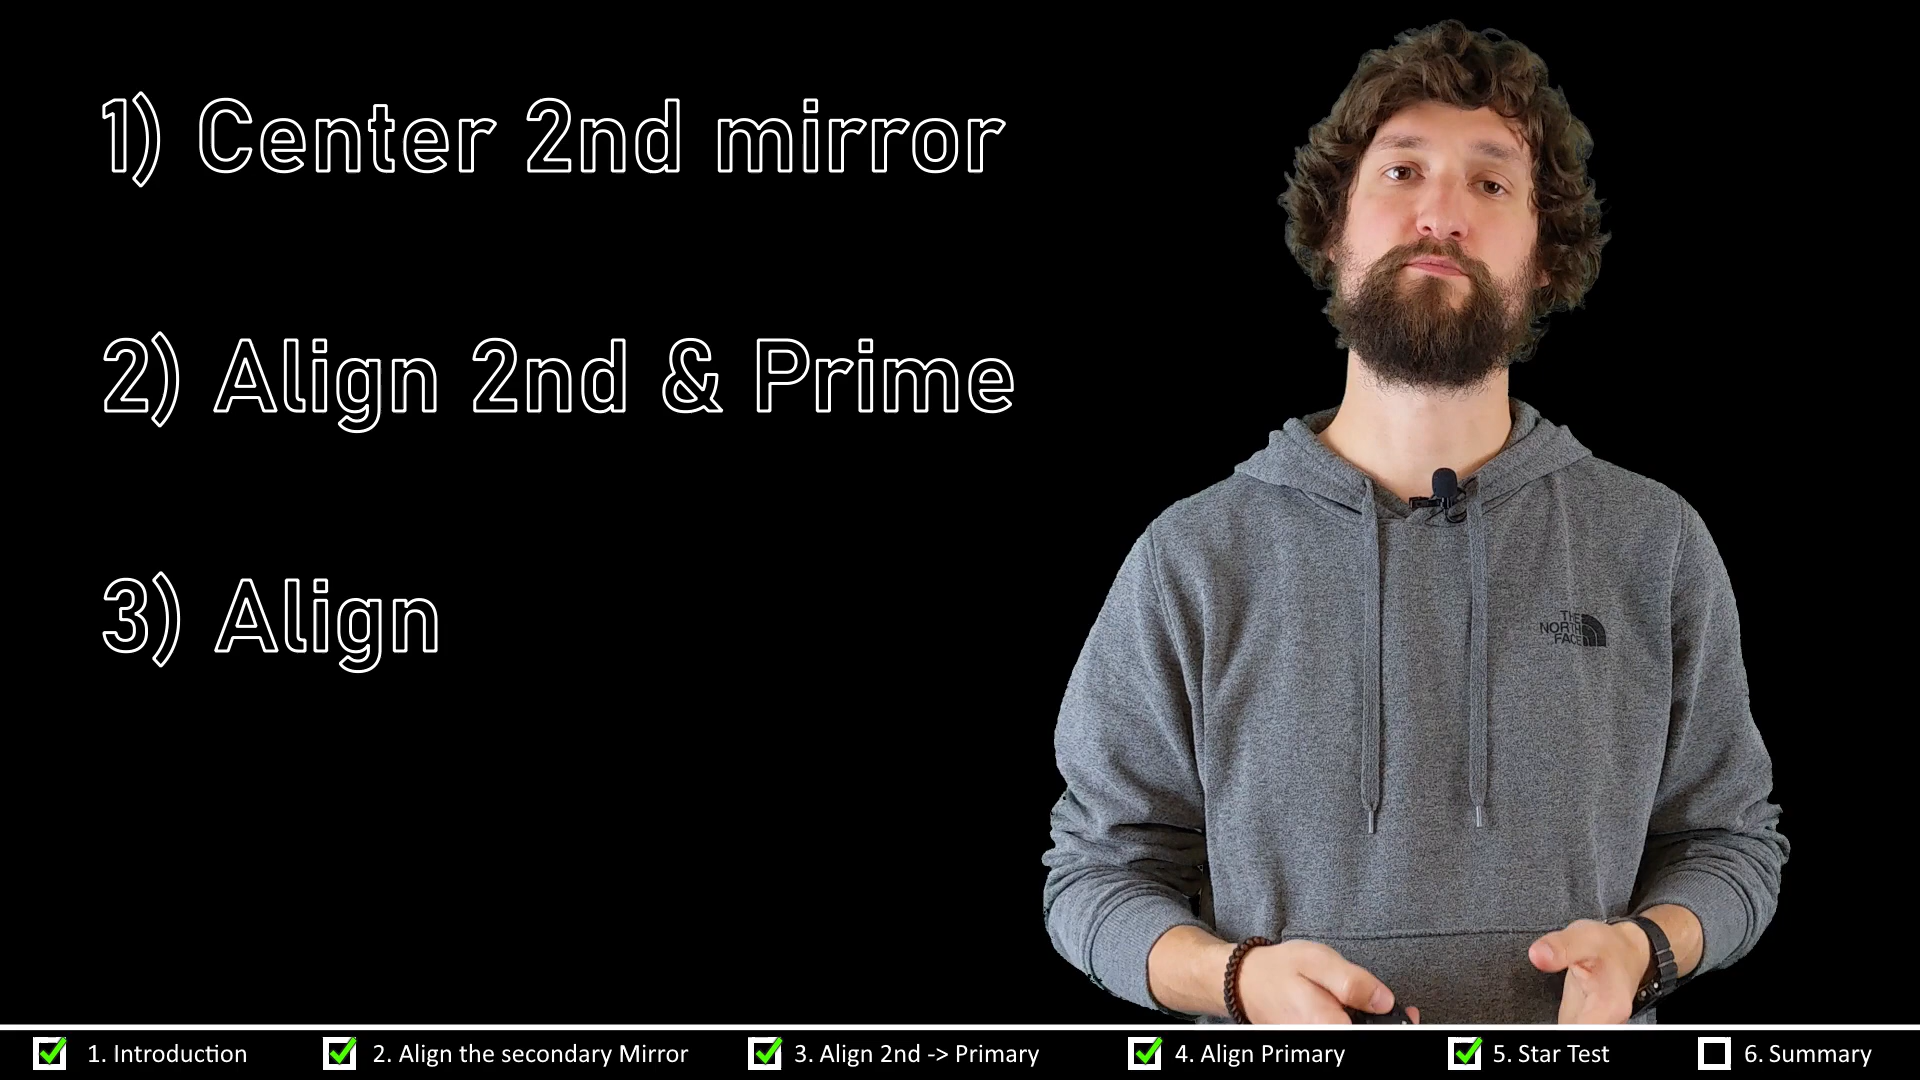 1) Center 2nd mirror
2) Align 2nd & Prime
3) Align
THE
NORTH
FACE
1. Introduction
2. Align the secondary Mirror
3. Align 2nd -> Primary
4. Align Primary
5. Star Test
6. Summary